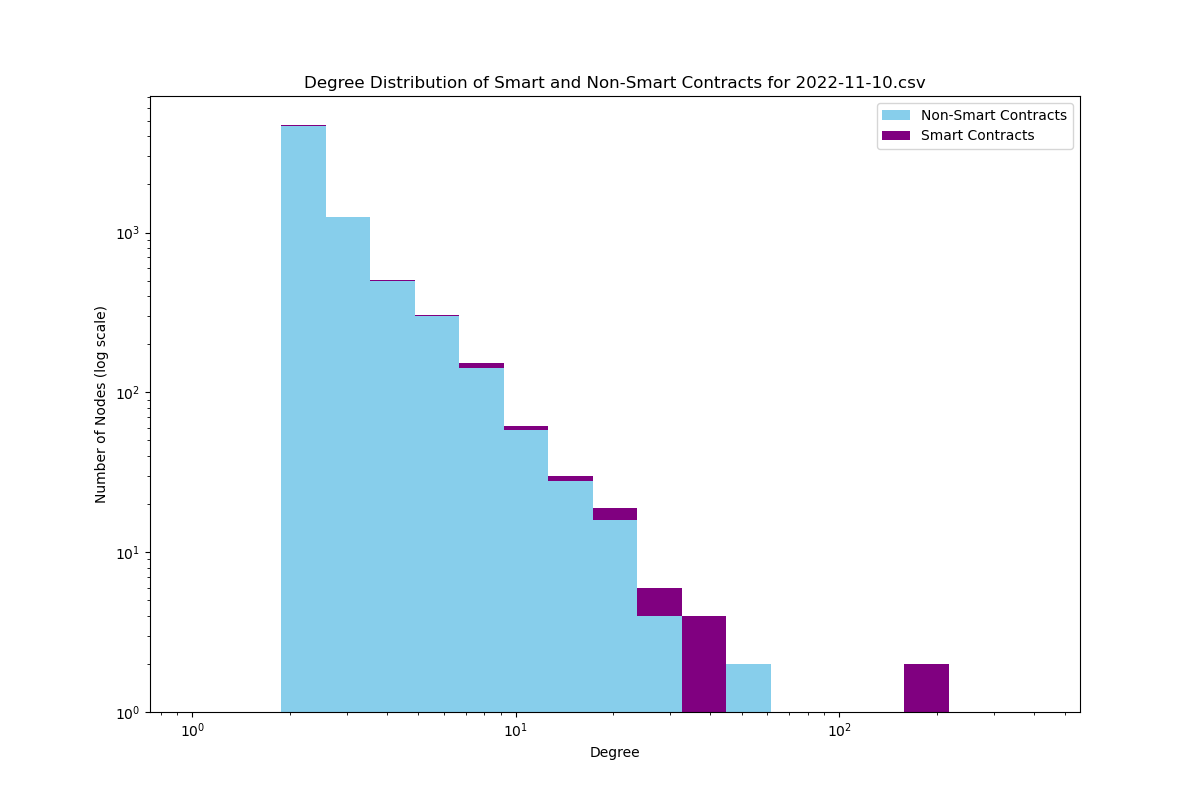 Degree Distribution of Smart and Non-Smart Contracts for 2022-11-10.csv
Non-Smart Contracts
Smart Contracts
Number of Nodes (log scale)
10³
10²
10¹
10⁰
10⁰ 10¹ 10²
Degree